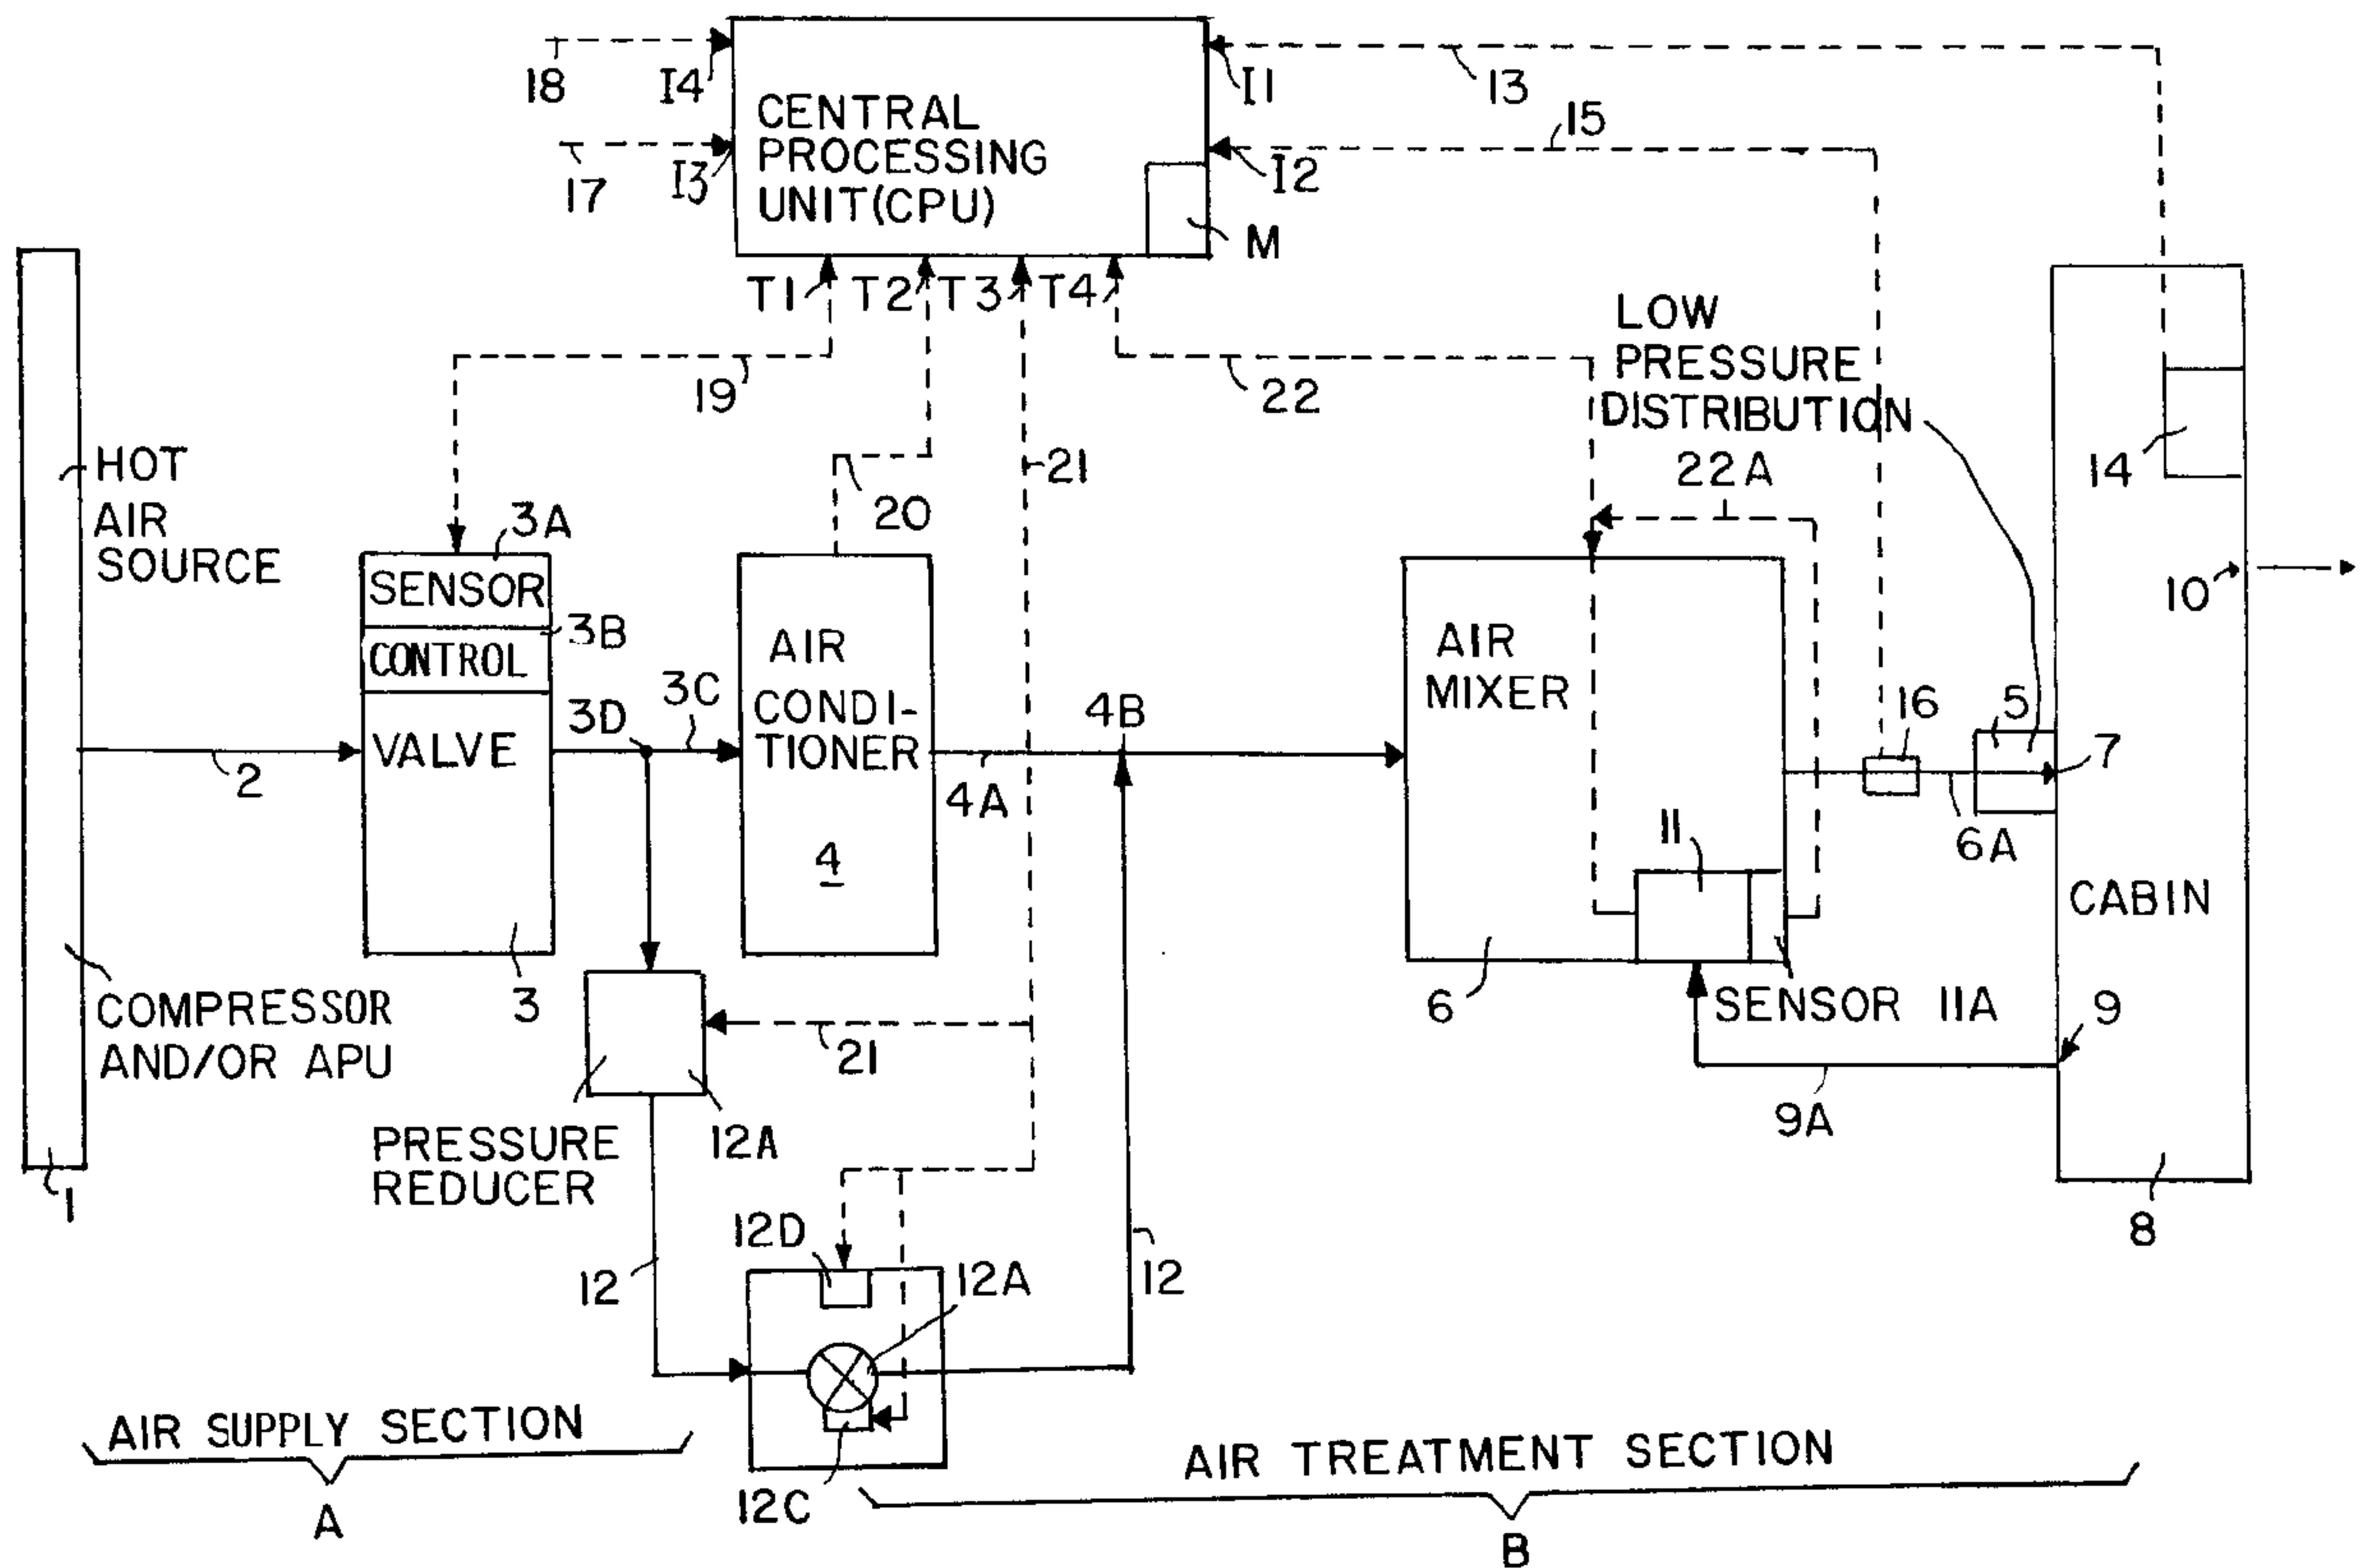 18
I4
17
I3
CENTRAL
PROCESSING
UNIT(CPU)
I1
13
15
I2
M
T1
T2
T3
T4
19
20
21
22
LOW
PRESSURE
DISTRIBUTION
22A
14
HOT
AIR
SOURCE
3A
SENSOR
3B
CONTROL
VALVE
3D
3C
2
3
AIR
CONDI-
TIONER
4
4A
4B
AIR
MIXER
11
6
SENSOR 11A
16
5
7
6A
10
CABIN
9
9A
8
COMPRESSOR
AND/OR APU
1
21
12A
PRESSURE
REDUCER
12
12D
12A
12
12C
AIR SUPPLY SECTION
A
AIR TREATMENT SECTION
B